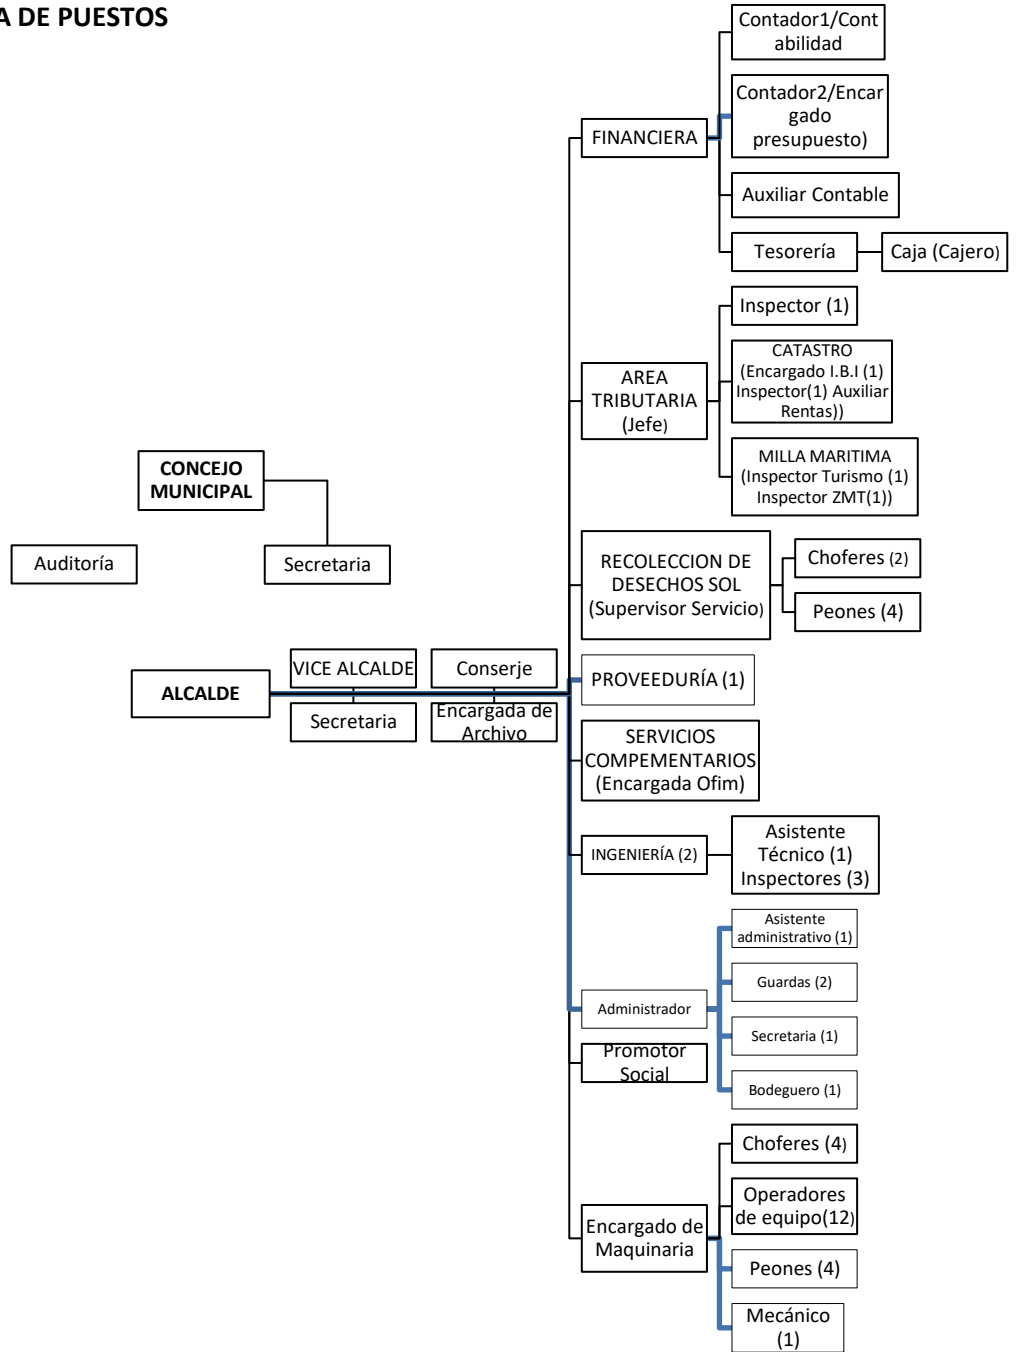 A DE PUESTOS
Contador1/Cont
abilidad
Contador2/Encar
gado
presupuesto)
FINANCIERA
Auxiliar Contable
Tesorería
Caja (Cajero)
Inspector (1)
CATASTRO
(Encargado I.B.I (1)
Inspector(1) Auxiliar
Rentas))
AREA
TRIBUTARIA
(Jefe)
MILLA MARITIMA
(Inspector Turismo (1)
Inspector ZMT(1))
CONCEJO
MUNICIPAL
Auditoría
Secretaria
RECOLECCION DE
DESECHOS SOL
(Supervisor Servicio)
Choferes (2)
Peones (4)
ALCALDE
VICE ALCALDE
Secretaria
Conserje
Encargada de
Archivo
PROVEEDURÍA (1)
SERVICIOS
COMPEMENTARIOS
(Encargada Ofim)
INGENIERÍA (2)
Asistente
Técnico (1)
Inspectores (3)
Administrador
Asistente
administrativo (1)
Guardas (2)
Secretaria (1)
Bodeguero (1)
Promotor
Social
Encargado de
Maquinaria
Choferes (4)
Operadores
de equipo(12)
Peones (4)
Mecánico
(1)